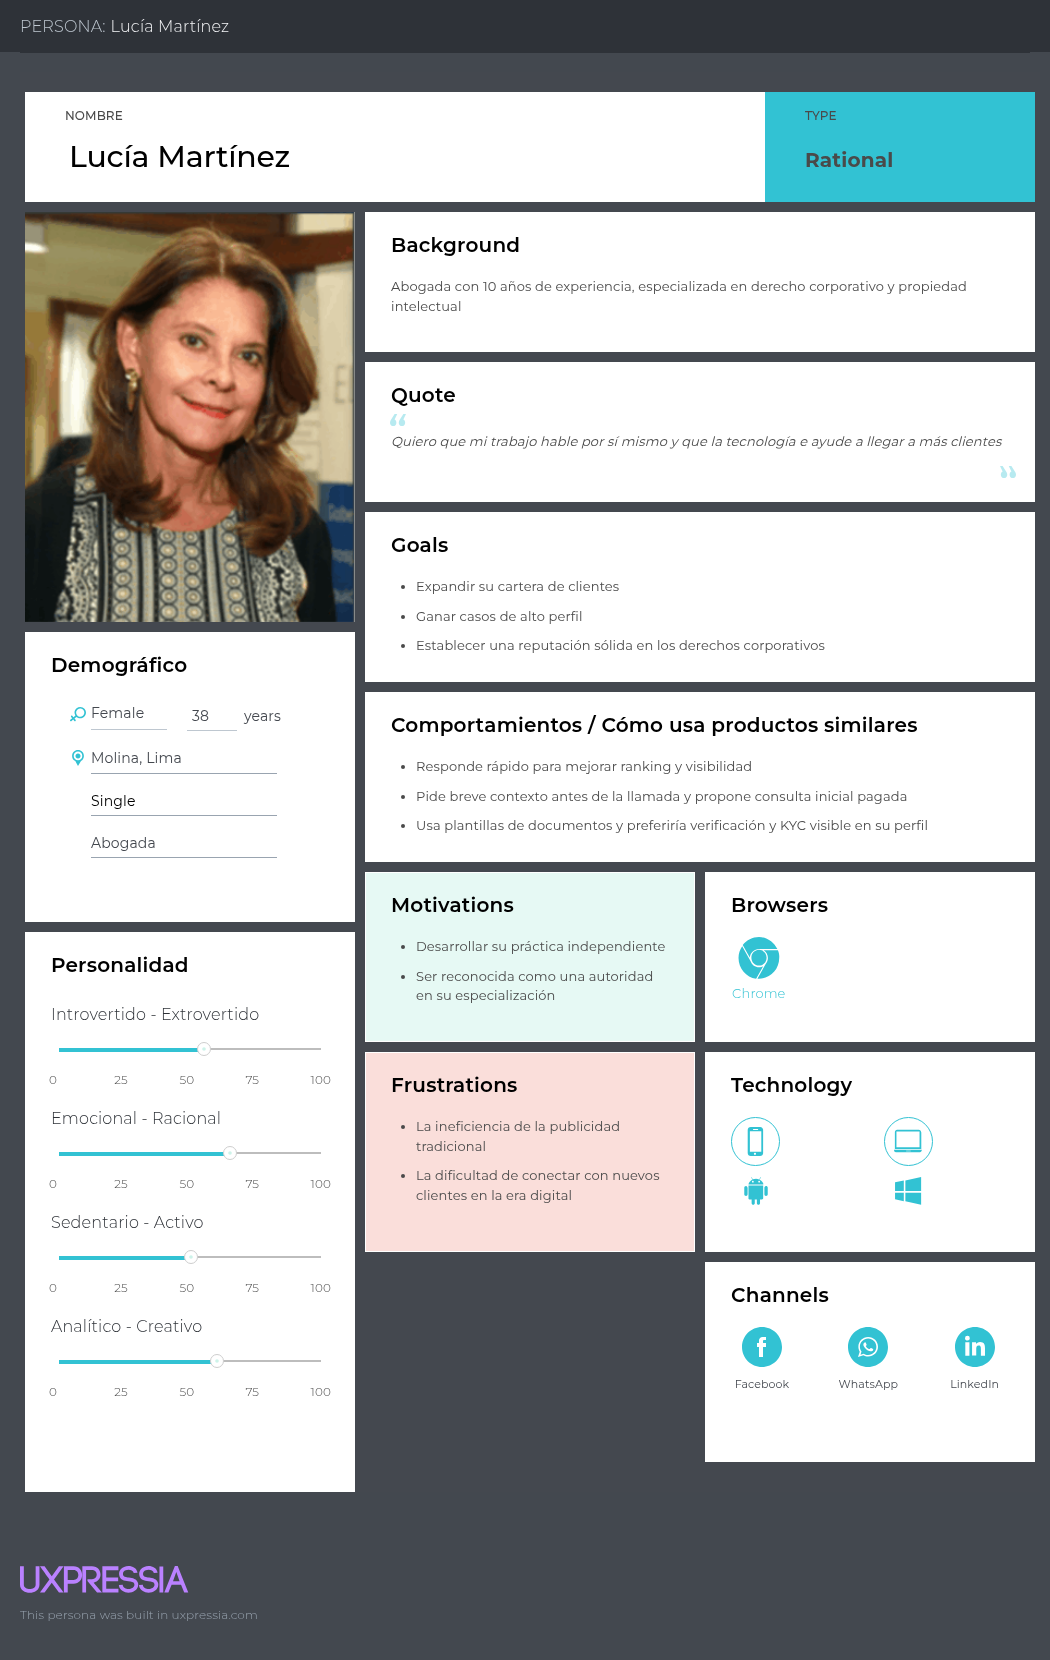 PERSONA: Lucía Martínez
NOMBRE
Lucía Martínez
TYPE
Rational
Background
Abogada con 10 años de experiencia, especializada en derecho corporativo y propiedad
intelectual
Quote
“
Quiero que mi trabajo hable por sí mismo y que la tecnología e ayude a llegar a más clientes
”
Goals
• Expandir su cartera de clientes
• Ganar casos de alto perfil
• Establecer una reputación sólida en los derechos corporativos
Demográfico
Female 38 years
Molina, Lima
Single
Abogada
Comportamientos / Cómo usa productos similares
• Responde rápido para mejorar ranking y visibilidad
• Pide breve contexto antes de la llamada y propone consulta inicial pagada
• Usa plantillas de documentos y preferiría verificación y KYC visible en su perfil
Personalidad
Introvertido - Extrovertido
0 25 50 75 100
Emocional - Racional
0 25 50 75 100
Sedentario - Activo
0 25 50 75 100
Analítico - Creativo
0 25 50 75 100
Motivations
• Desarrollar su práctica independiente
• Ser reconocida como una autoridad
en su especialización
Browsers
Chrome
Frustrations
• La ineficiencia de la publicidad
tradicional
• La dificultad de conectar con nuevos
clientes en la era digital
Technology
Channels
Facebook WhatsApp LinkedIn
UXPRESSIA
This persona was built in uxpressia.com